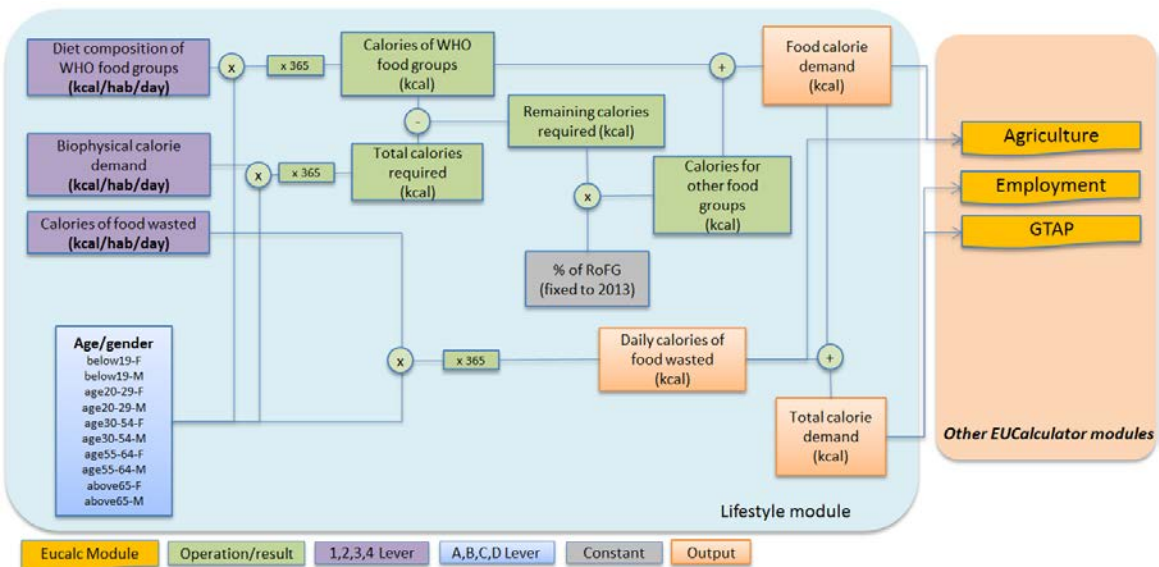 Diet composition of
WHO food groups
(kcal/hab/day)
x
x 365
Calories of WHO
food groups
(kcal)
+
Food calorie
demand
(kcal)
-
Remaining calories
required (kcal)
Biophysical calorie
demand
(kcal/hab/day)
x
x 365
Total calories
required
(kcal)
x
Calories for
other food
groups
(kcal)
Calories of food wasted
(kcal/hab/day)
% of RoFG
(fixed to 2013)
Age/gender
below19-F
below19-M
age20-29-F
age20-29-M
age30-54-F
age30-54-M
age55-64-F
age55-64-M
above65-F
above65-M
x
x 365
Daily calories of
food wasted
(kcal)
+
Total calorie
demand
(kcal)
Lifestyle module
Agriculture
Employment
GTAP
Other EUCalculator modules
Eucalc Module
Operation/result
1,2,3,4 Lever
A,B,C,D Lever
Constant
Output